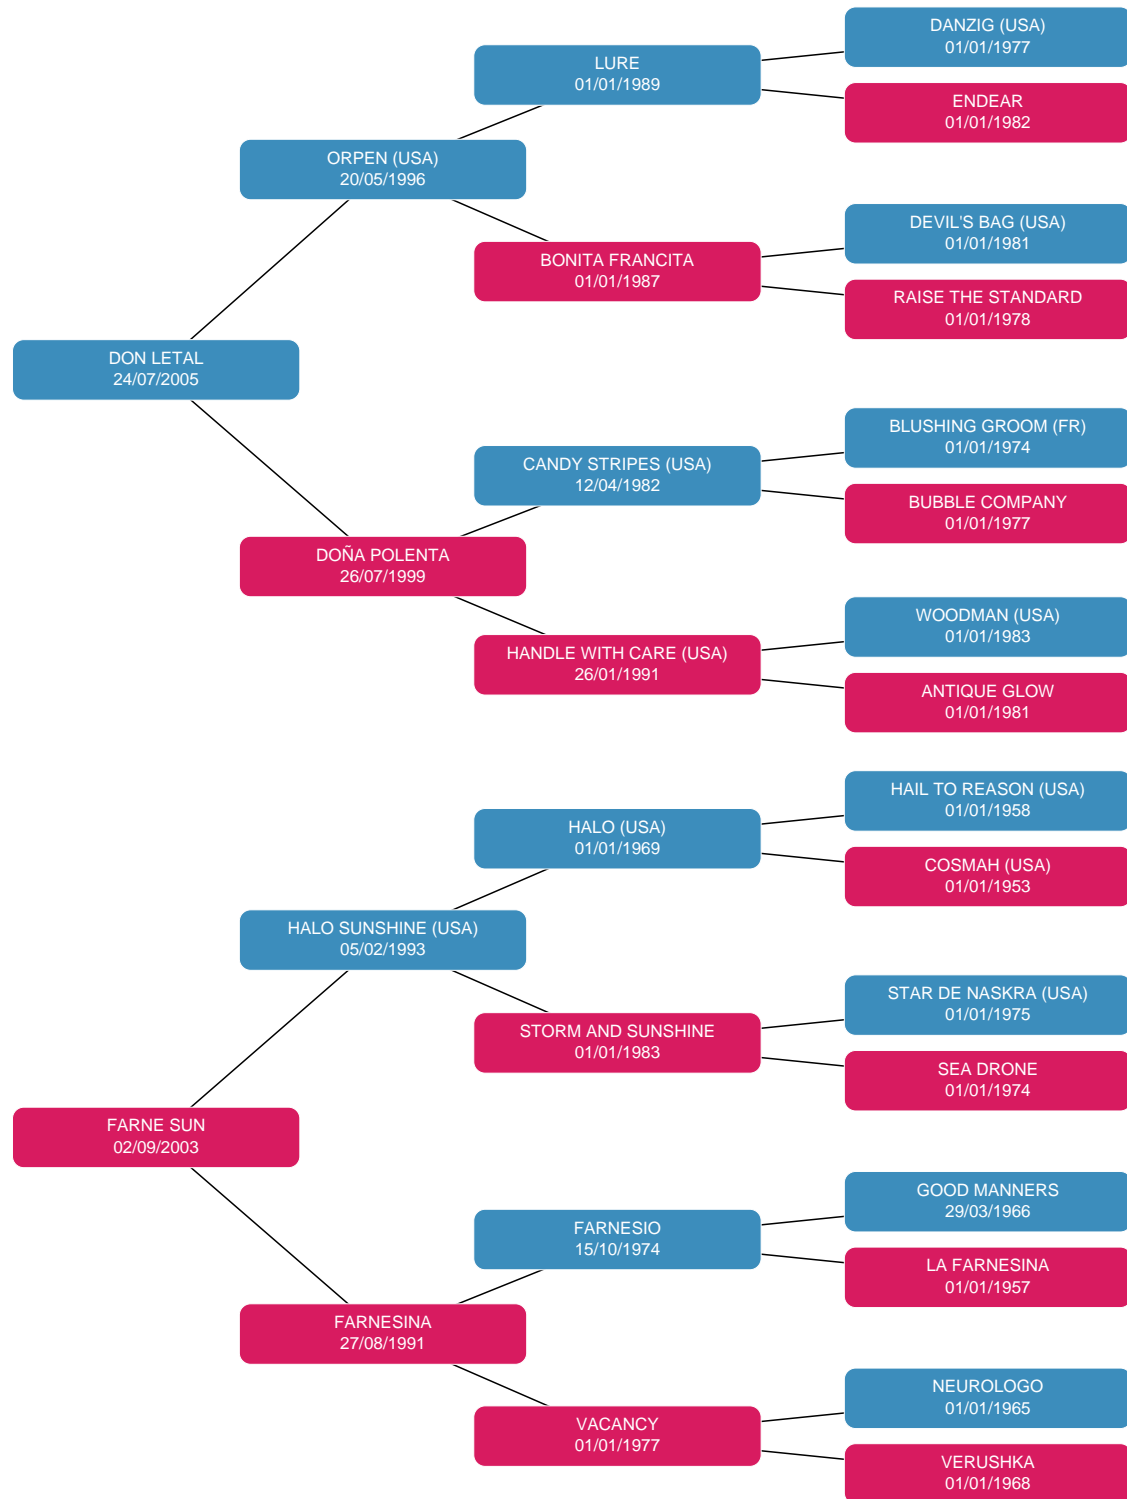 DANZIG (USA)
01/01/1977
LURE
01/01/1989
ENDEAR
01/01/1982
ORPEN (USA)
20/05/1996
DEVIL'S BAG (USA)
01/01/1981
BONITA FRANCITA
01/01/1987
RAISE THE STANDARD
01/01/1978
DON LETAL
24/07/2005
BLUSHING GROOM (FR)
01/01/1974
CANDY STRIPES (USA)
12/04/1982
BUBBLE COMPANY
01/01/1977
DOÑA POLENTA
26/07/1999
WOODMAN (USA)
01/01/1983
HANDLE WITH CARE (USA)
26/01/1991
ANTIQUE GLOW
01/01/1981
HAIL TO REASON (USA)
01/01/1958
HALO (USA)
01/01/1969
COSMAH (USA)
01/01/1953
HALO SUNSHINE (USA)
05/02/1993
STAR DE NASKRA (USA)
01/01/1975
STORM AND SUNSHINE
01/01/1983
SEA DRONE
01/01/1974
FARNE SUN
02/09/2003
GOOD MANNERS
29/03/1966
FARNESIO
15/10/1974
LA FARNESINA
01/01/1957
FARNESINA
27/08/1991
NEUROLOGO
01/01/1965
VACANCY
01/01/1977
VERUSHKA
01/01/1968